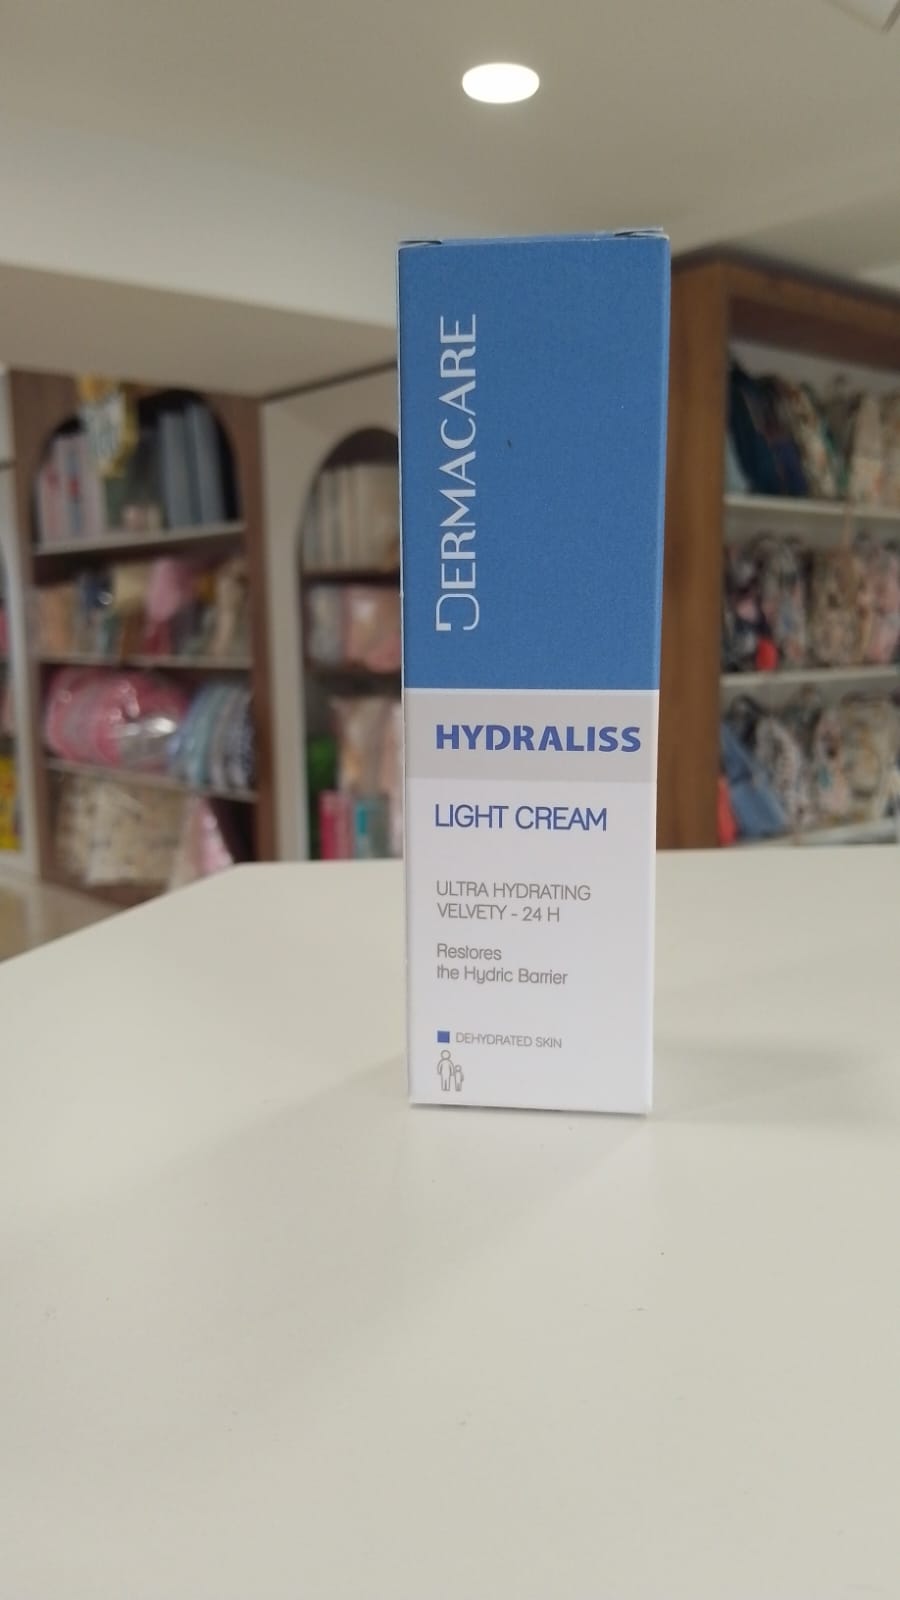 DERMACARE
HYDRALISS
LIGHT CREAM
ULTRA HYDRATING
VELVETY - 24 H
Restores
the Hydric Barrier
DEHYDRATED SKIN